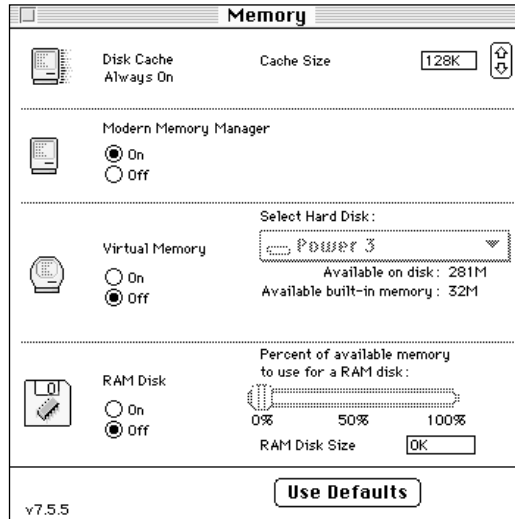 Memory
Disk Cache
Always On
Cache Size
128K
Modern Memory Manager
On
Off
Select Hard Disk:
Power 3
Virtual Memory
On
Off
Available on disk: 281M
Available built-in memory: 32M
Percent of available memory
to use for a RAM disk:
RAM Disk
On
Off
0% 50% 100%
RAM Disk Size 0K
Use Defaults
v7.5.5